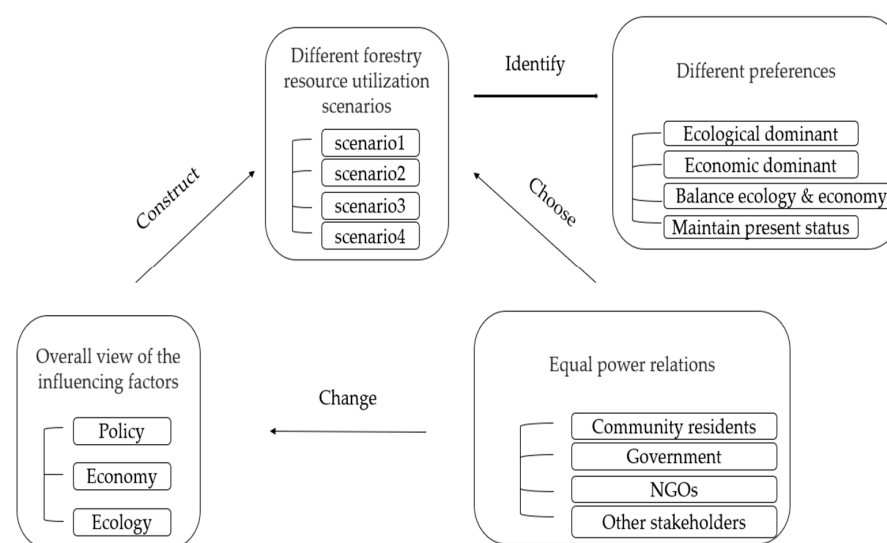 Different forestry
resource utilization
scenarios
scenario1
scenario2
scenario3
scenario4
Identify
Different preferences
Ecological dominant
Economic dominant
Balance ecology & economy
Maintain present status
Construct
Choose
Overall view of the
influencing factors
Policy
Economy
Ecology
Change
Equal power relations
Community residents
Government
NGOs
Other stakeholders